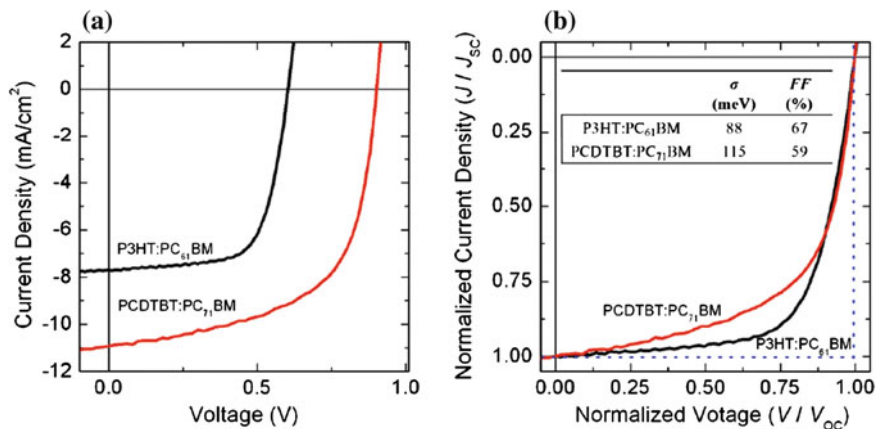 (a)
2
0
-2
-4
-6
-8
-10
-12
Current Density (mA/cm²)
P3HT:PC₆₁BM
PCDTBT:PC₇₁BM
0.0
0.5
1.0
Voltage (V)
(b)
0.00
0.25
0.50
0.75
1.00
Normalized Current Density (J / J_SC)
σ FF
(meV) (%)
P3HT:PC₆₁BM 88 67
PCDTBT:PC₇₁BM 115 59
PCDTBT:PC₇₁BM
P3HT:PC₆₁BM
0.00
0.25
0.50
0.75
1.00
Normalized Votage (V / V_OC)